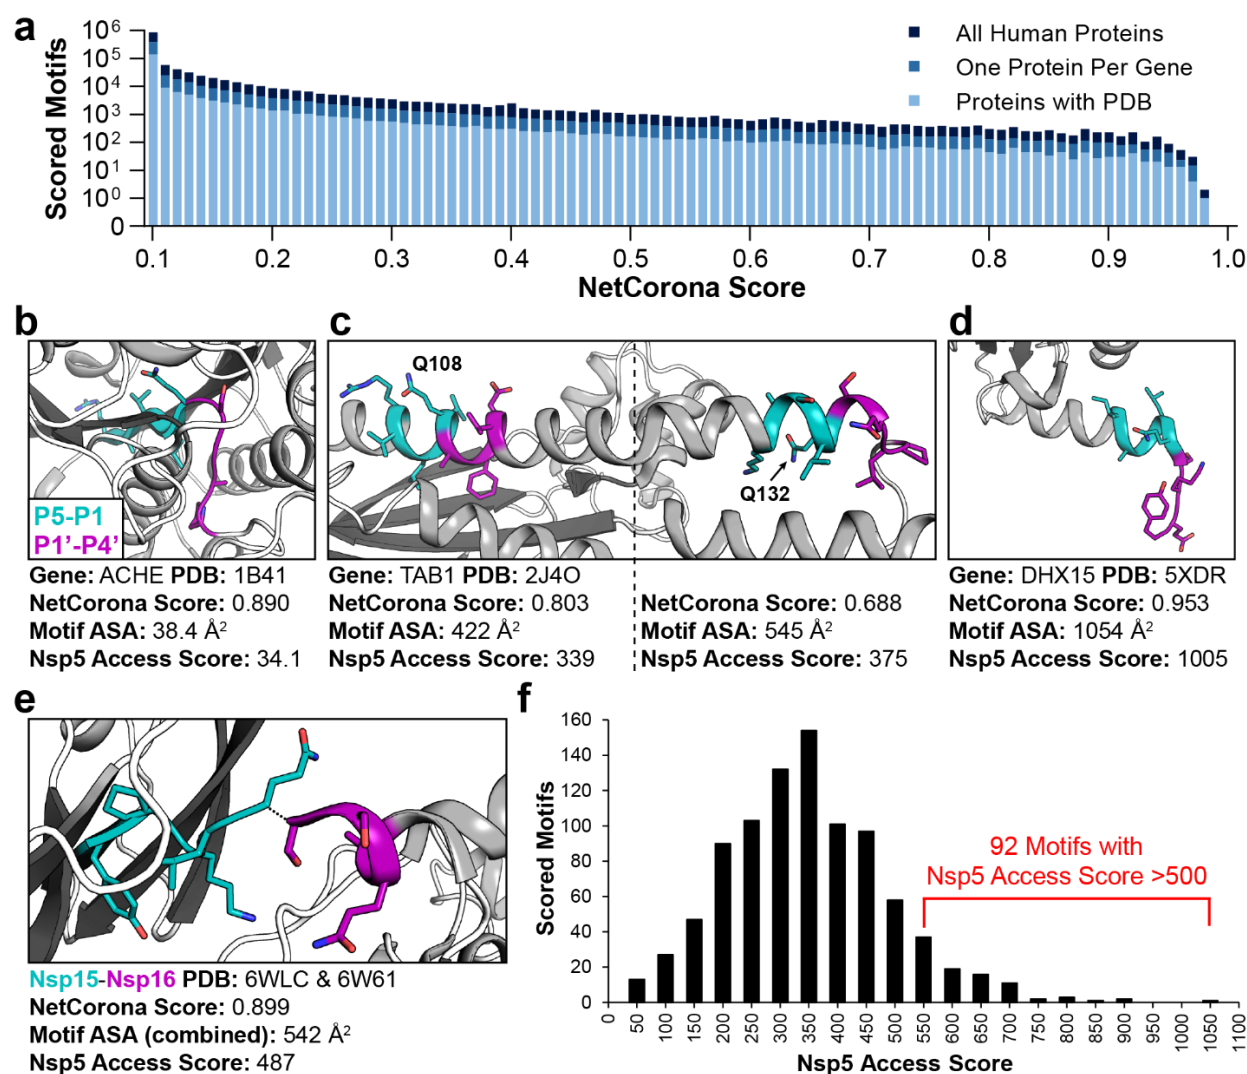 a
Scored Motifs
10⁶
10⁵
10⁴
10³
10²
10¹
10⁰
0
All Human Proteins
One Protein Per Gene
Proteins with PDB
0.1 0.2 0.3 0.4 0.5 0.6 0.7 0.8 0.9 1.0
NetCorona Score
b
P5-P1
P1’-P4’
Gene: ACHE PDB: 1B41
NetCorona Score: 0.890
Motif ASA: 38.4 Å²
Nsp5 Access Score: 34.1
c
Q108
Q132
Gene: TAB1 PDB: 2J4O
NetCorona Score: 0.803
Motif ASA: 422 Å²
Nsp5 Access Score: 339
NetCorona Score: 0.688
Motif ASA: 545 Å²
Nsp5 Access Score: 375
d
Gene: DHX15 PDB: 5XDR
NetCorona Score: 0.953
Motif ASA: 1054 Å²
Nsp5 Access Score: 1005
e
Nsp15-Nsp16 PDB: 6WLC & 6W61
NetCorona Score: 0.899
Motif ASA (combined): 542 Å²
Nsp5 Access Score: 487
f
Scored Motifs
160
140
120
100
80
60
40
20
0
92 Motifs with
Nsp5 Access Score >500
0 50 100 150 200 250 300 350 400 450 500 550 600 650 700 750 800 850 900 950 1000 1050 1100
Nsp5 Access Score